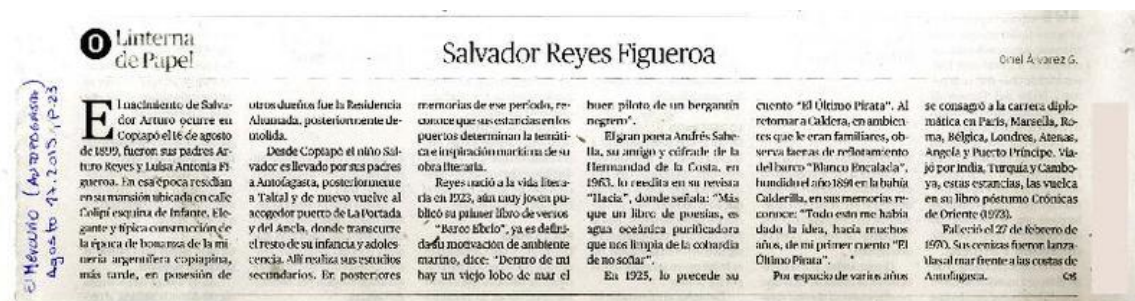 El Mercurio (Antofagasta)
Agosto 17. 2015, P-23
Linterna
de Papel
Salvador Reyes Figueroa
Oriel Álvarez G.
El nacimiento de Salva-
dor Arturo ocurre en
Copiapó el 16 de agosto
de 1899, fueron sus padres Ar-
turo Reyes y Luisa Antonia Fi-
gueroa. En esa época residían
en su mansión ubicada en calle
Colipí esquina de Infante. Ele-
gante y típica construcción de
la época de bonanza de la mi-
nería argentífera copiapina,
más tarde, en posesión de
otros dueños fue la Residencia
Ahumada, posteriormente de-
molida.
Desde Copiapó el niño Sal-
vador es llevado por sus padres
a Antofagasta, posteriormente
a Taltal y de nuevo vuelve al
acogedor puerto de La Portada
y del Ancla, donde transcurre
el resto de su infancia y adoles-
cencia. Allí realiza sus estudios
secundarios. En posteriores
memorias de ese período, re-
conoce que sus estancias en los
puertos determinan la temáti-
ca e inspiración marítima de su
obra literaria.
Reyes nació a la vida litera-
ria en 1923, aún muy joven pu-
blicó su primer libro de versos
"Barco Ebrio", ya es defini-
da su motivación de ambiente
marino, dice: "Dentro de mí
hay un viejo lobo de mar el
buen piloto de un bergantín
negrero".
El gran poeta Andrés Sabe-
lla, su amigo y cófrade de la
Hermandad de la Costa, en
1963, lo reedita en su revista
"Hacia", donde señala: "Más
que un libro de poesías, es
agua oceánica purificadora
que nos limpia de la cobardía
de no soñar".
En 1925, lo precede su
cuento "El Último Pirata". Al
retornar a Caldera, en ambien-
tes que le eran familiares, ob-
serva faenas de reflotamiento
del barco "Blanco Encalada",
hundido el año 1891 en la bahía
Calderilla, en sus memorias re-
conoce: "Todo esto me había
dado la idea, hacía muchos
años, de mi primer cuento "El
Último Pirata".
Por espacio de varios años
se consagró a la carrera diplo-
mática en París, Marsella, Ro-
ma, Bélgica, Londres, Atenas,
Angola y Puerto Príncipe. Via-
jó por India, Turquía y Cambo-
ya, estas estancias, las vuelca
en su libro póstumo Crónicas
de Oriente (1973).
Falleció el 27 de febrero de
1970. Sus cenizas fueron lanza-
das al mar frente a las costas de
Antofagasta.